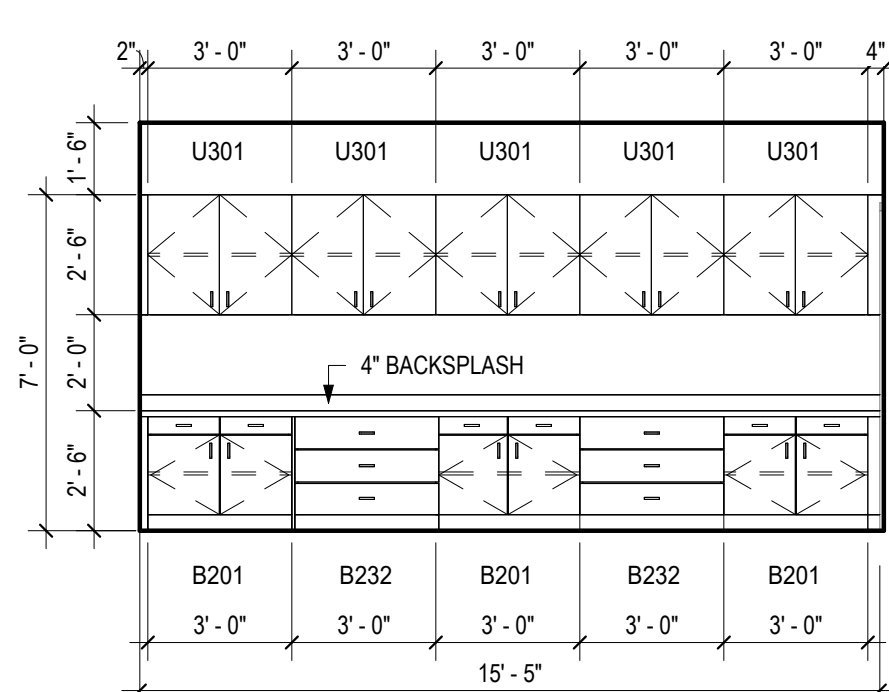 2" 3' - 0" 3' - 0" 3' - 0" 3' - 0" 3' - 0" 4"
U301 U301 U301 U301 U301
1' - 6"
2' - 6"
2' - 0"
7' - 0"
4" BACKSPLASH
2' - 6"
B201 B232 B201 B232 B201
3' - 0" 3' - 0" 3' - 0" 3' - 0" 3' - 0"
15' - 5"